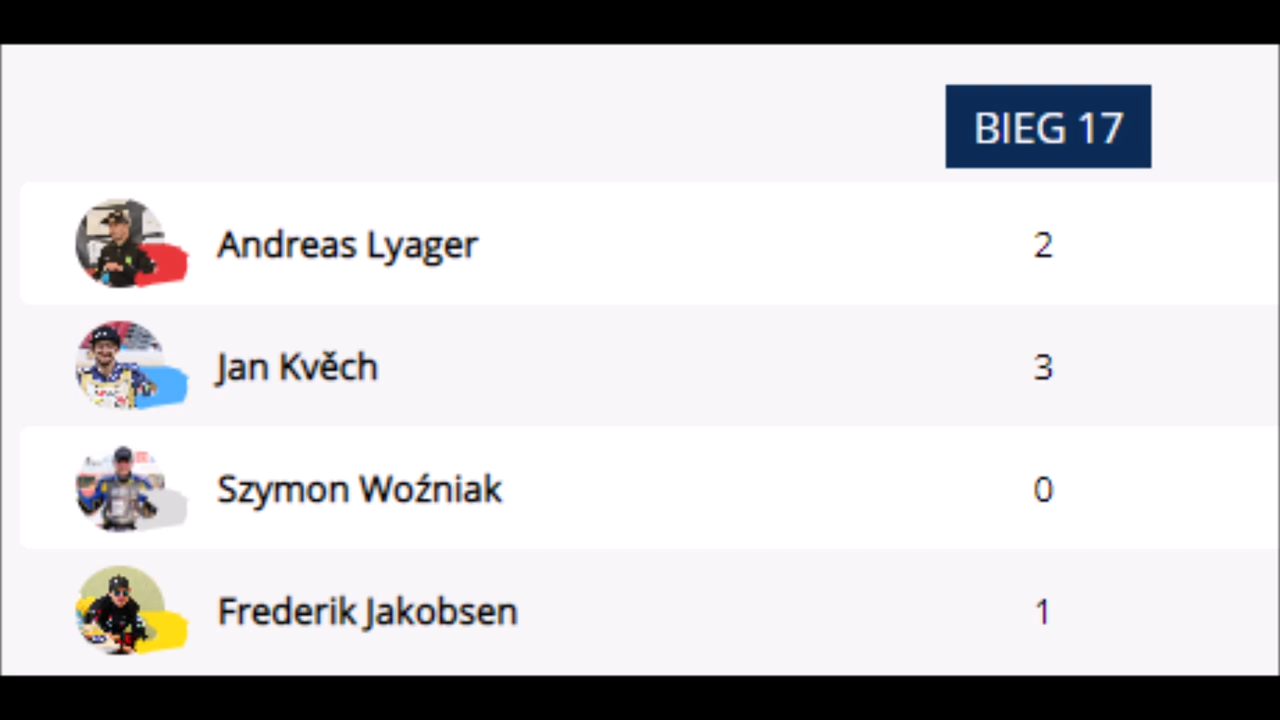 BIEG 17
Andreas Lyager 2
Jan Kvěch 3
Szymon Woźniak 0
Frederik Jakobsen 1